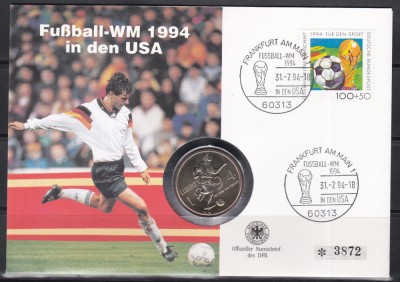 Fußball-WM 1994
in den USA
FRANKFURT AM MAIN 1
FUSSBALL-WM
1994
31.-7.94-18
IN DEN USA
60313
1994 FÜR DEN SPORT
DEUTSCHE BUNDESPOST
100+50
FRANKFURT AM MAIN 1
FUSSBALL-WM
1994
31.-7.94-18
IN DEN USA
60313
Offizieller Numisbrief
des DFB
* 3872